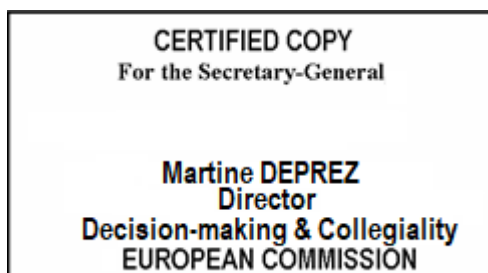 CERTIFIED COPY
For the Secretary-General
Martine DEPREZ
Director
Decision-making & Collegiality
EUROPEAN COMMISSION